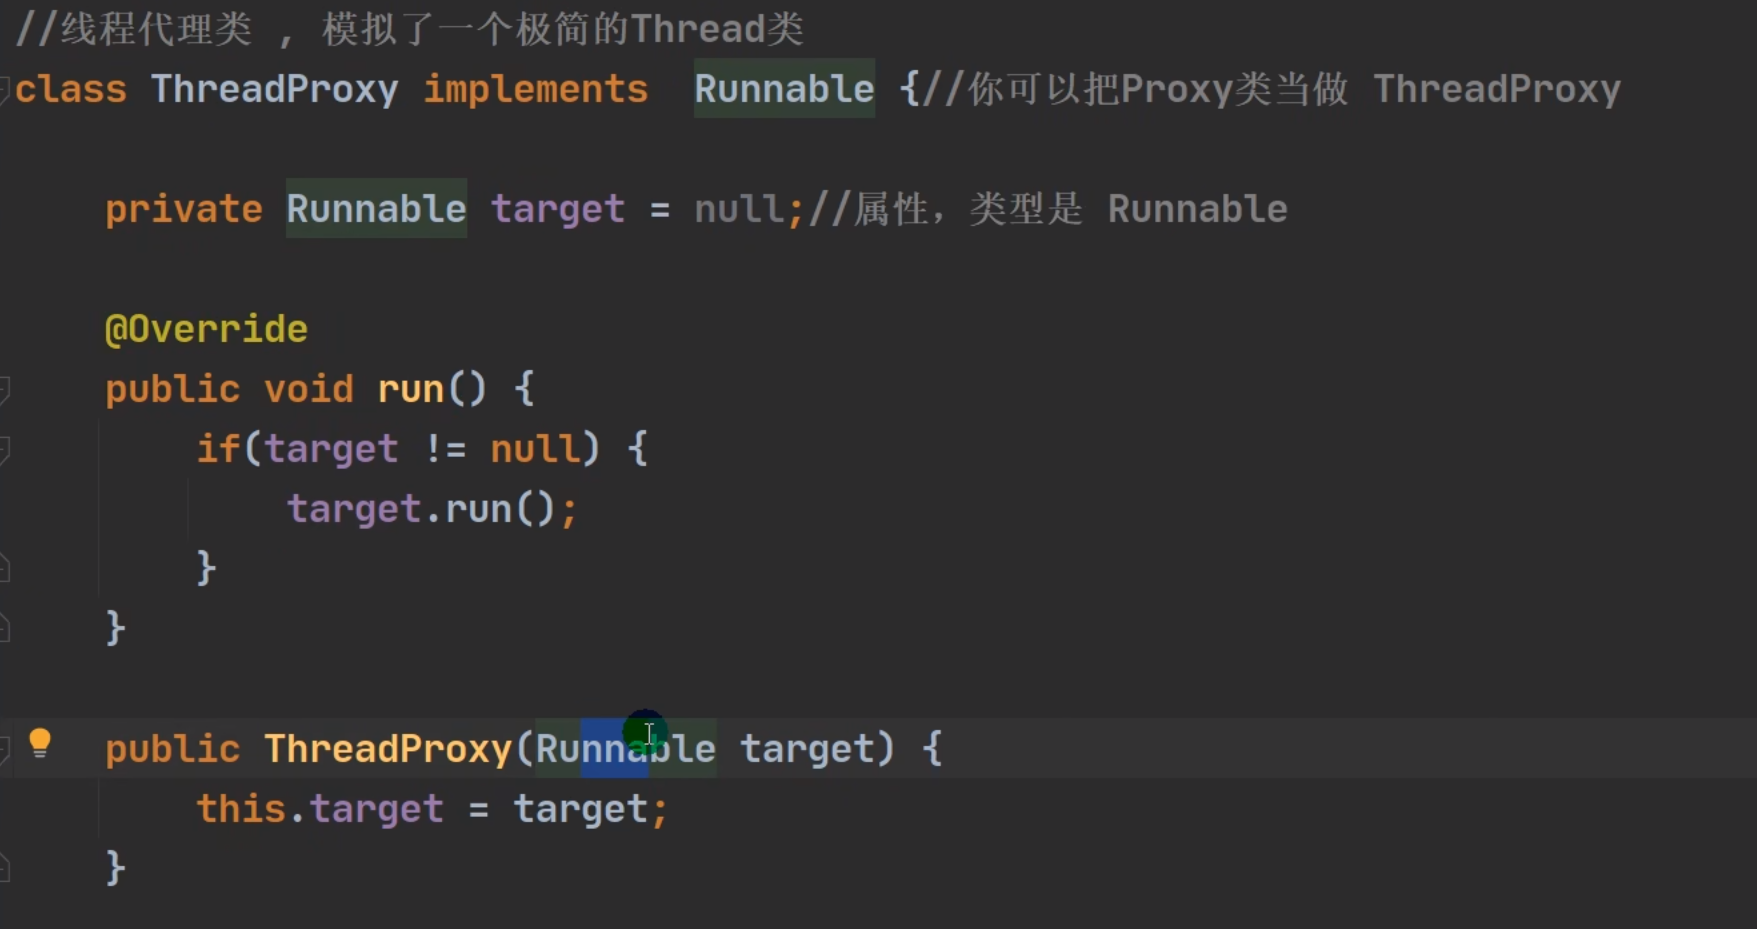 //线程代理类 , 模拟了一个极简的Thread类
class ThreadProxy implements  Runnable {//你可以把Proxy类当做 ThreadProxy
private Runnable target = null;//属性，类型是 Runnable
@Override
public void run() {
if(target != null) {
target.run();
}
}
public ThreadProxy(Runnable target) {
this.target = target;
}